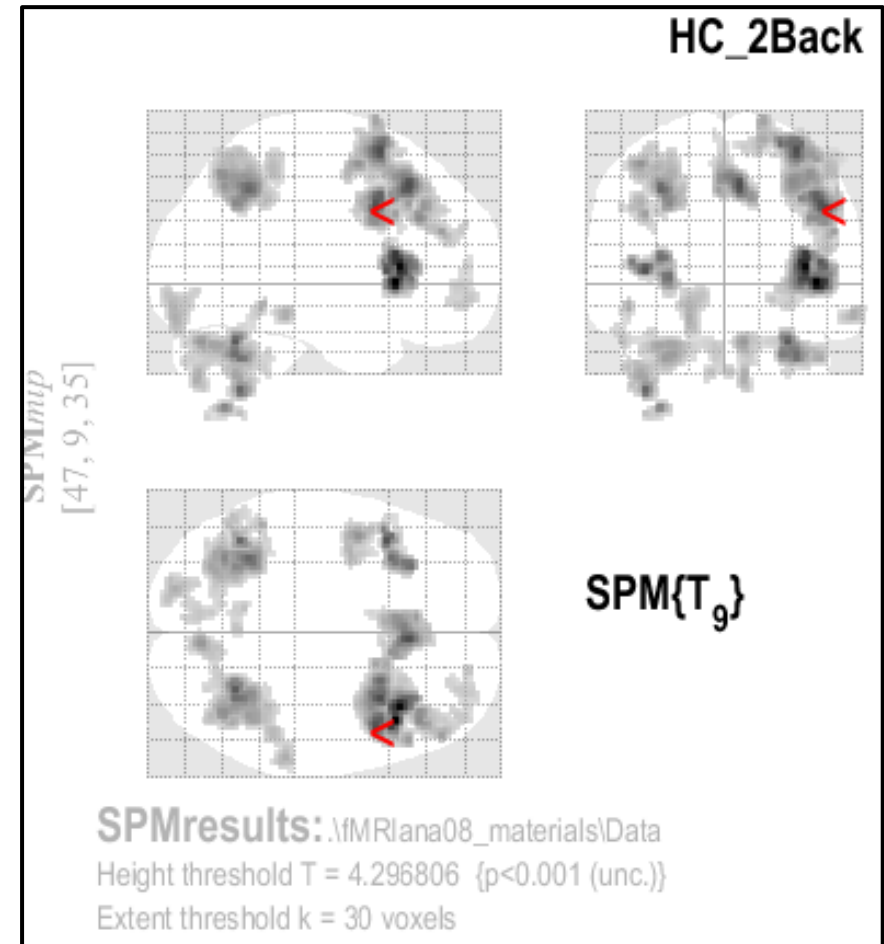 HC_2Back
<
<
SPMmip
[47, 9, 35]
<
SPM{T9}
SPMresults: .\fMRIana08_materials\Data
Height threshold T = 4.296806 {p<0.001 (unc.)}
Extent threshold k = 30 voxels